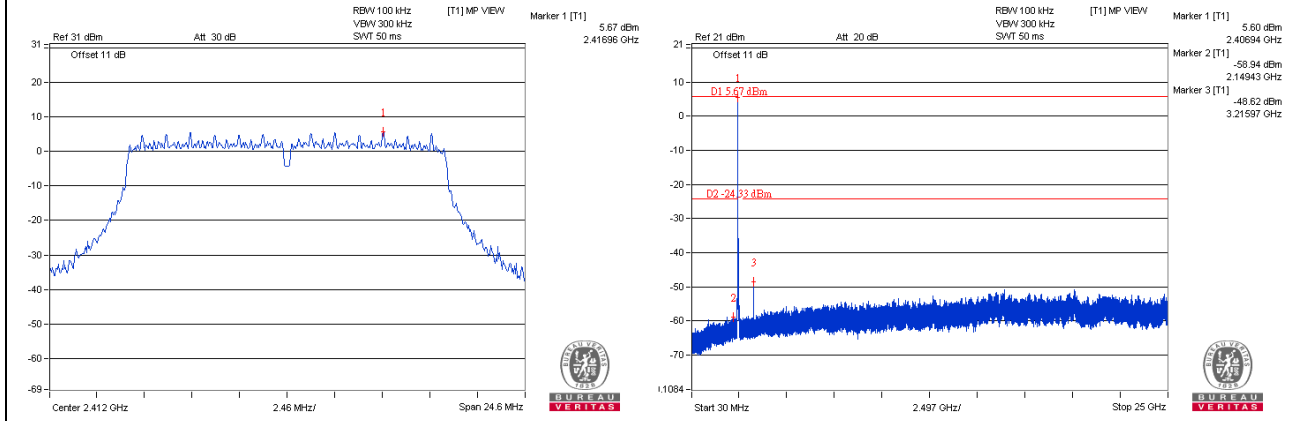 RBW 100 kHz [T1] MP VIEW
VBW 300 kHz
Ref 31 dBm Att 30 dB SWT 50 ms
Marker 1 [T1]
5.67 dBm
2.41696 GHz
Offset 11 dB
31
20
10
0
-10
-20
-30
-40
-50
-60
-69
1
Center 2.412 GHz 2.46 MHz/ Span 24.6 MHz
BUREAU VERITAS
1828
BUREAU
VERITAS
RBW 100 kHz [T1] MP VIEW
VBW 300 kHz
Ref 21 dBm Att 20 dB SWT 50 ms
Marker 1 [T1]
5.60 dBm
2.40694 GHz
Marker 2 [T1]
-58.94 dBm
2.14943 GHz
Marker 3 [T1]
-48.62 dBm
3.21597 GHz
Offset 11 dB
21
10
0
-10
-20
-30
-40
-50
-60
-70
1
D1 5.67 dBm
D2 -24.33 dBm
3
2
Start 30 MHz 2.497 GHz/ Stop 25 GHz
BUREAU VERITAS
1828
BUREAU
VERITAS